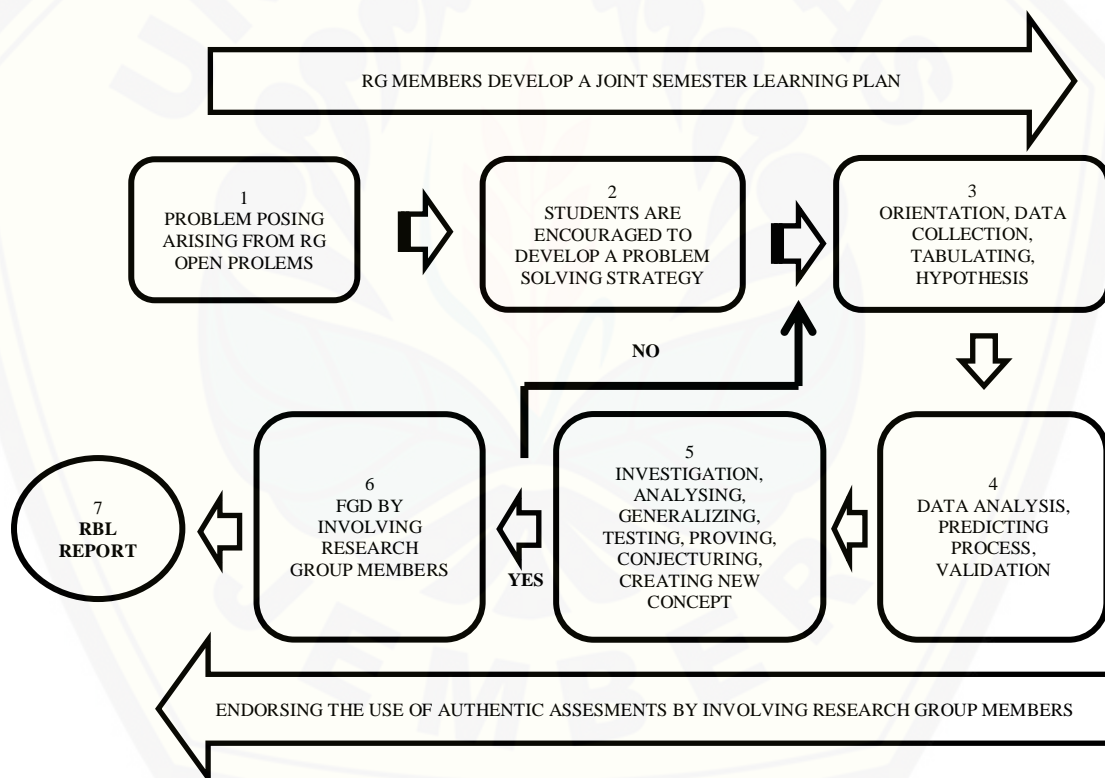 RG MEMBERS DEVELOP A JOINT SEMESTER LEARNING PLAN
1
PROBLEM POSING
ARISING FROM RG
OPEN PROLEMS
2
STUDENTS ARE
ENCOURAGED TO
DEVELOP A PROBLEM
SOLVING STRATEGY
3
ORIENTATION, DATA
COLLECTION,
TABULATING,
HYPOTHESIS
NO
4
DATA ANALYSIS,
PREDICTING
PROCESS,
VALIDATION
5
INVESTIGATION,
ANALYSING,
GENERALIZING,
TESTING, PROVING,
CONJECTURING,
CREATING NEW
CONCEPT
YES
6
FGD BY
INVOLVING
RESEARCH
GROUP MEMBERS
7
RBL
REPORT
ENDORSING THE USE OF AUTHENTIC ASSESMENTS BY INVOLVING RESEARCH GROUP MEMBERS
JEMBER